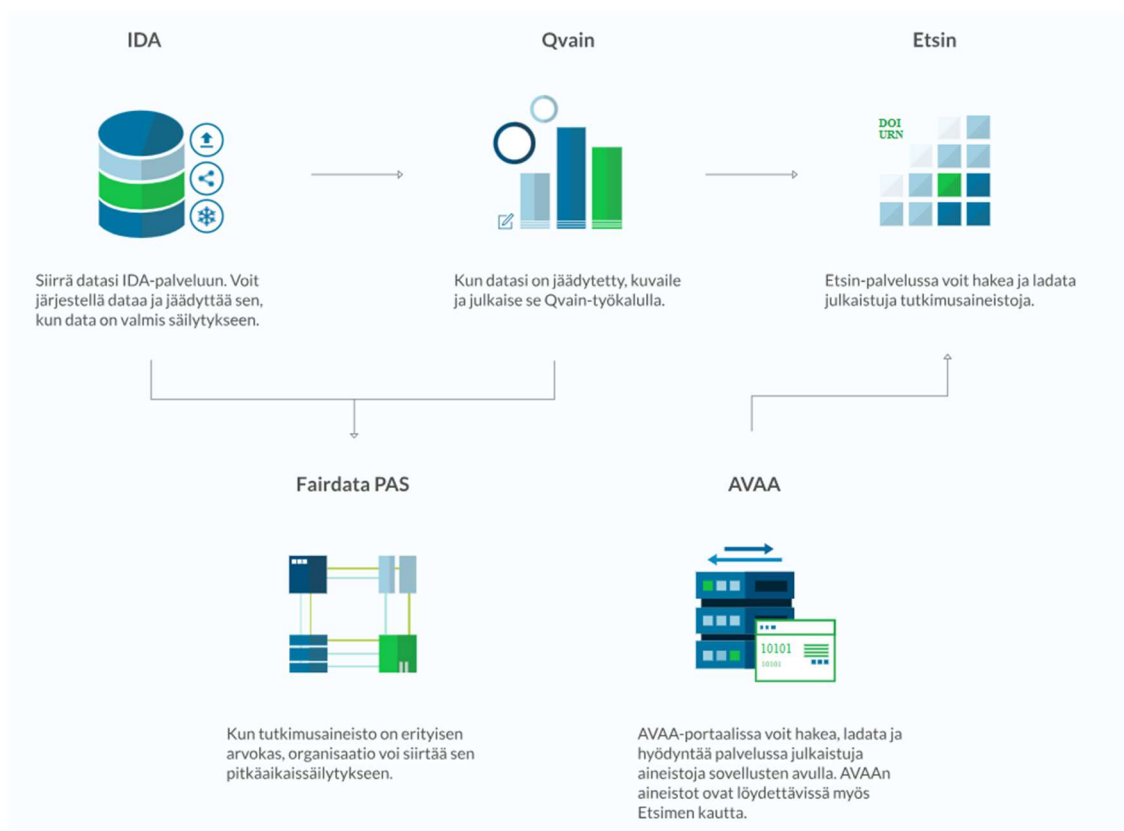 IDA
Qvain
Etsin
DOI
URN
Siirrä datasi IDA-palveluun. Voit
järjestellä dataa ja jäädyttää sen,
kun data on valmis säilytykseen.
Kun datasi on jäädytetty, kuvaile
ja julkaise se Qvain-työkalulla.
Etsin-palvelussa voit hakea ja ladata
julkaistuja tutkimusaineistoja.
Fairdata PAS
AVAA
10101
10101
Kun tutkimusaineisto on erityisen
arvokas, organisaatio voi siirtää sen
pitkäaikaissäilytykseen.
AVAA-portaalissa voit hakea, ladata ja
hyödyntää palvelussa julkaistuja
aineistoja sovellusten avulla. AVAAn
aineistot ovat löydettävissä myös
Etsimen kautta.